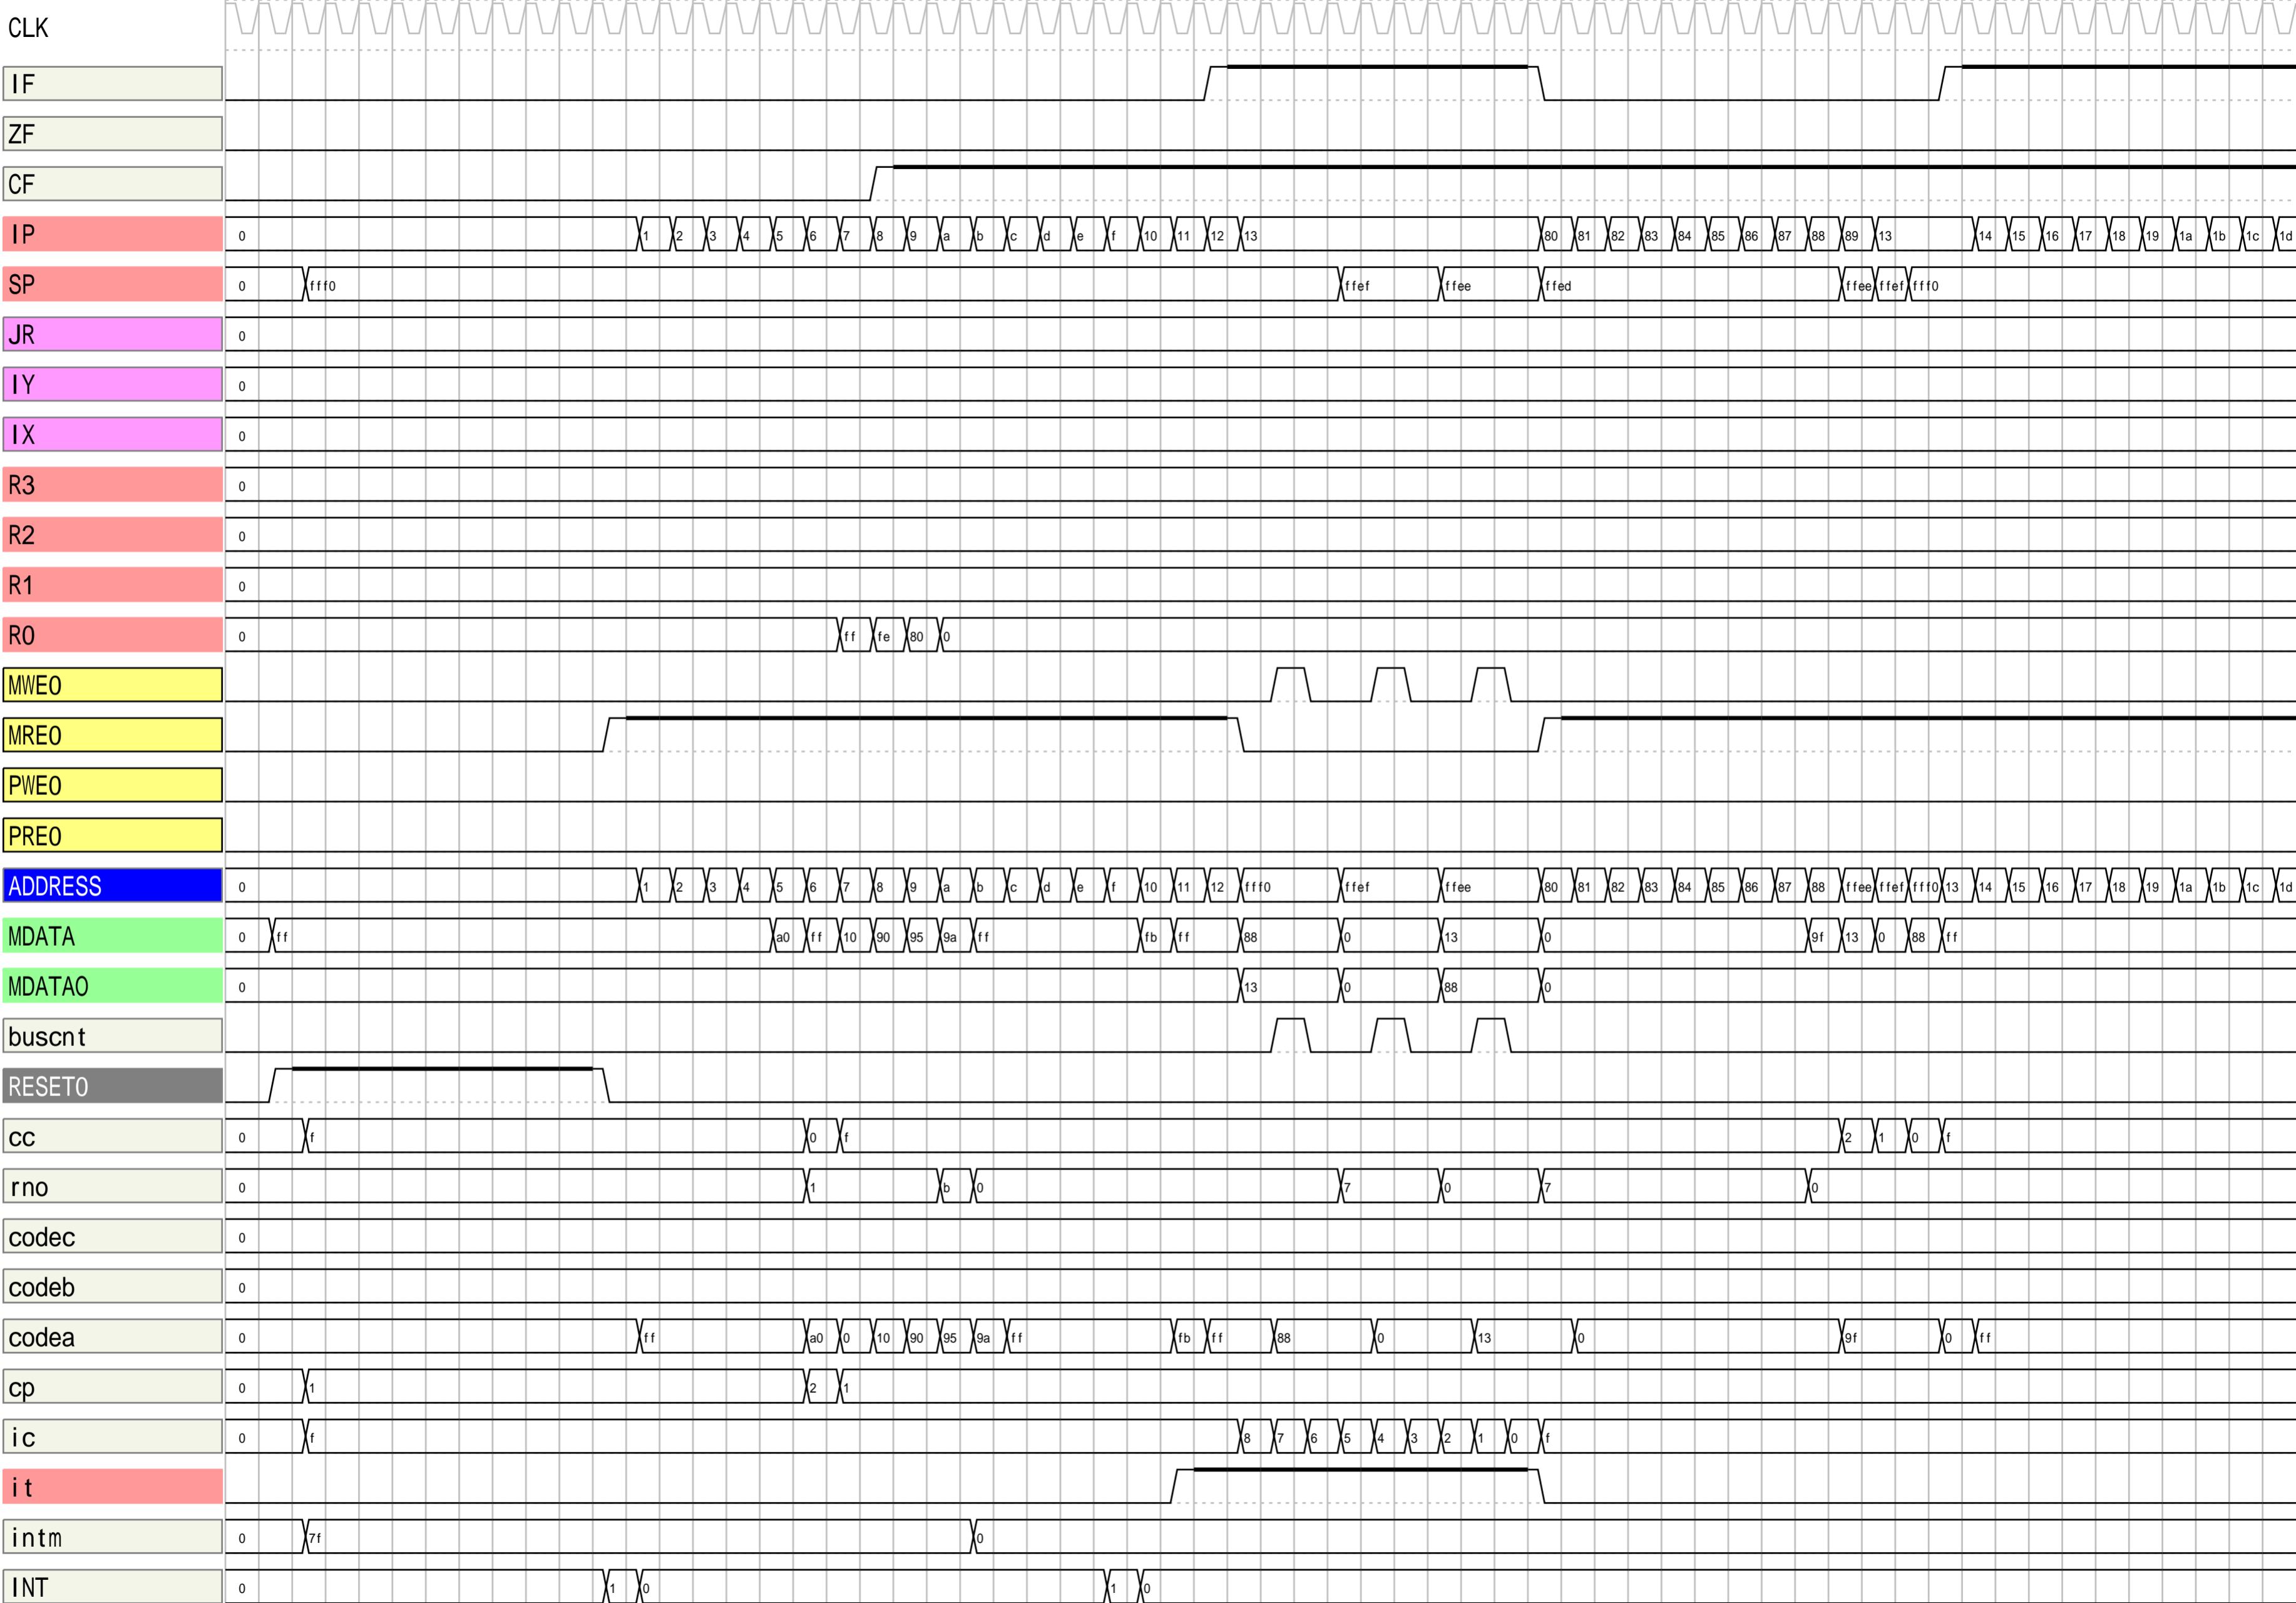 CLK
IF
ZF
CF
IP 0 1 2 3 4 5 6 7 8 9 a b c d e f 10 11 12 13 80 81 82 83 84 85 86 87 88 89 13 14 15 16 17 18 19 1a 1b 1c 1d
SP 0 fff0 ffef ffee ffed ffee ffef fff0
JR 0
IY 0
IX 0
R3 0
R2 0
R1 0
R0 0 ff fe 80 0
MWEO
MREO
PWEO
PREO
ADDRESS 0 1 2 3 4 5 6 7 8 9 a b c d e f 10 11 12 fff0 ffef ffee 80 81 82 83 84 85 86 87 88 ffee ffef fff0 13 14 15 16 17 18 19 1a 1b 1c 1d
MDATA 0 ff a0 ff 10 90 95 9a ff fb ff 88 0 13 0 9f 13 0 88 ff
MDATAO 0 13 0 88 0
buscnt
RESETO
cc 0 f 0 f 2 1 0 f
rno 0 1 b 0 7 0 7 0
codec 0
codeb 0
codea 0 ff a0 0 10 90 95 9a ff fb ff 88 0 13 0 9f 0 ff
cp 0 1 2 1
ic 0 f 8 7 6 5 4 3 2 1 0 f
it
intm 0 7f 0
INT 0 1 0 1 0